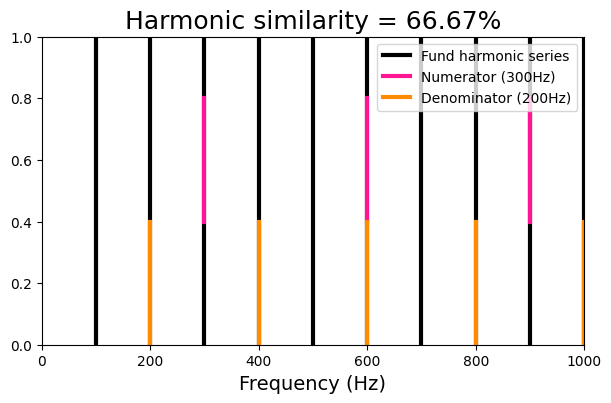 Harmonic similarity = 66.67%
1.0
0.8
0.6
0.4
0.2
0.0
Fund harmonic series
Numerator (300Hz)
Denominator (200Hz)
0 200 400 600 800 1000
Frequency (Hz)